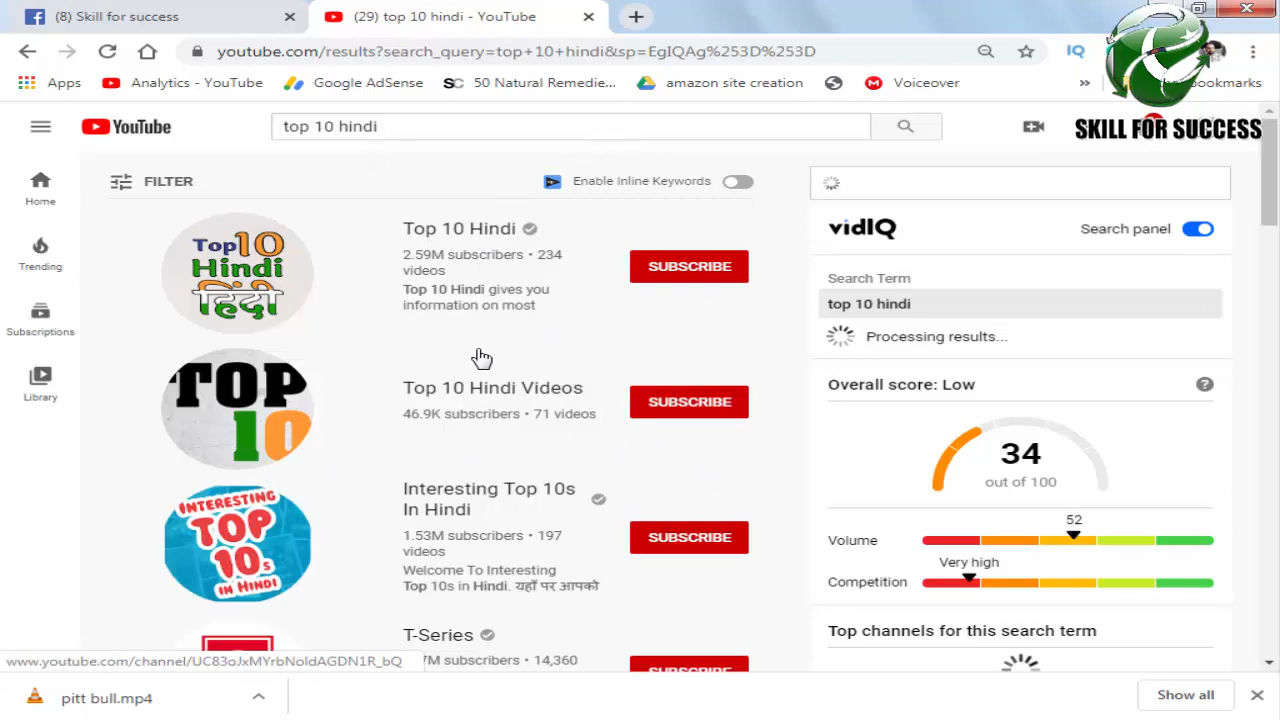 (8) Skill for success
(29) top 10 hindi - YouTube
youtube.com/results?search_query=top+10+hindi&sp=EgIQAg%253D%253D
IQ
Apps
Analytics - YouTube
Google AdSense
SC 50 Natural Remedie...
amazon site creation
Voiceover
bookmarks
SKILL FOR SUCCESS
YouTube
top 10 hindi
Home
Trending
Subscriptions
Library
FILTER
Enable Inline Keywords
Top 10
Hindi
हिंदी
Top 10 Hindi
2.59M subscribers • 234
videos
Top 10 Hindi gives you
information on most
SUBSCRIBE
TOP
10
Top 10 Hindi Videos
46.9K subscribers • 71 videos
SUBSCRIBE
INTERESTING
TOP
10s
IN HINDI
Interesting Top 10s
In Hindi
1.53M subscribers • 197
videos
Welcome To Interesting
Top 10s in Hindi. यहाँ पर आपको
SUBSCRIBE
T-Series
7M subscribers • 14,360
SUBSCRIBE
vidIQ
Search panel
Search Term
top 10 hindi
Processing results...
Overall score: Low
34
out of 100
52
Volume
Very high
Competition
Top channels for this search term
www.youtube.com/channel/UC83oJxMYrbNoldAGDN1R_bQ
pitt bull.mp4
Show all